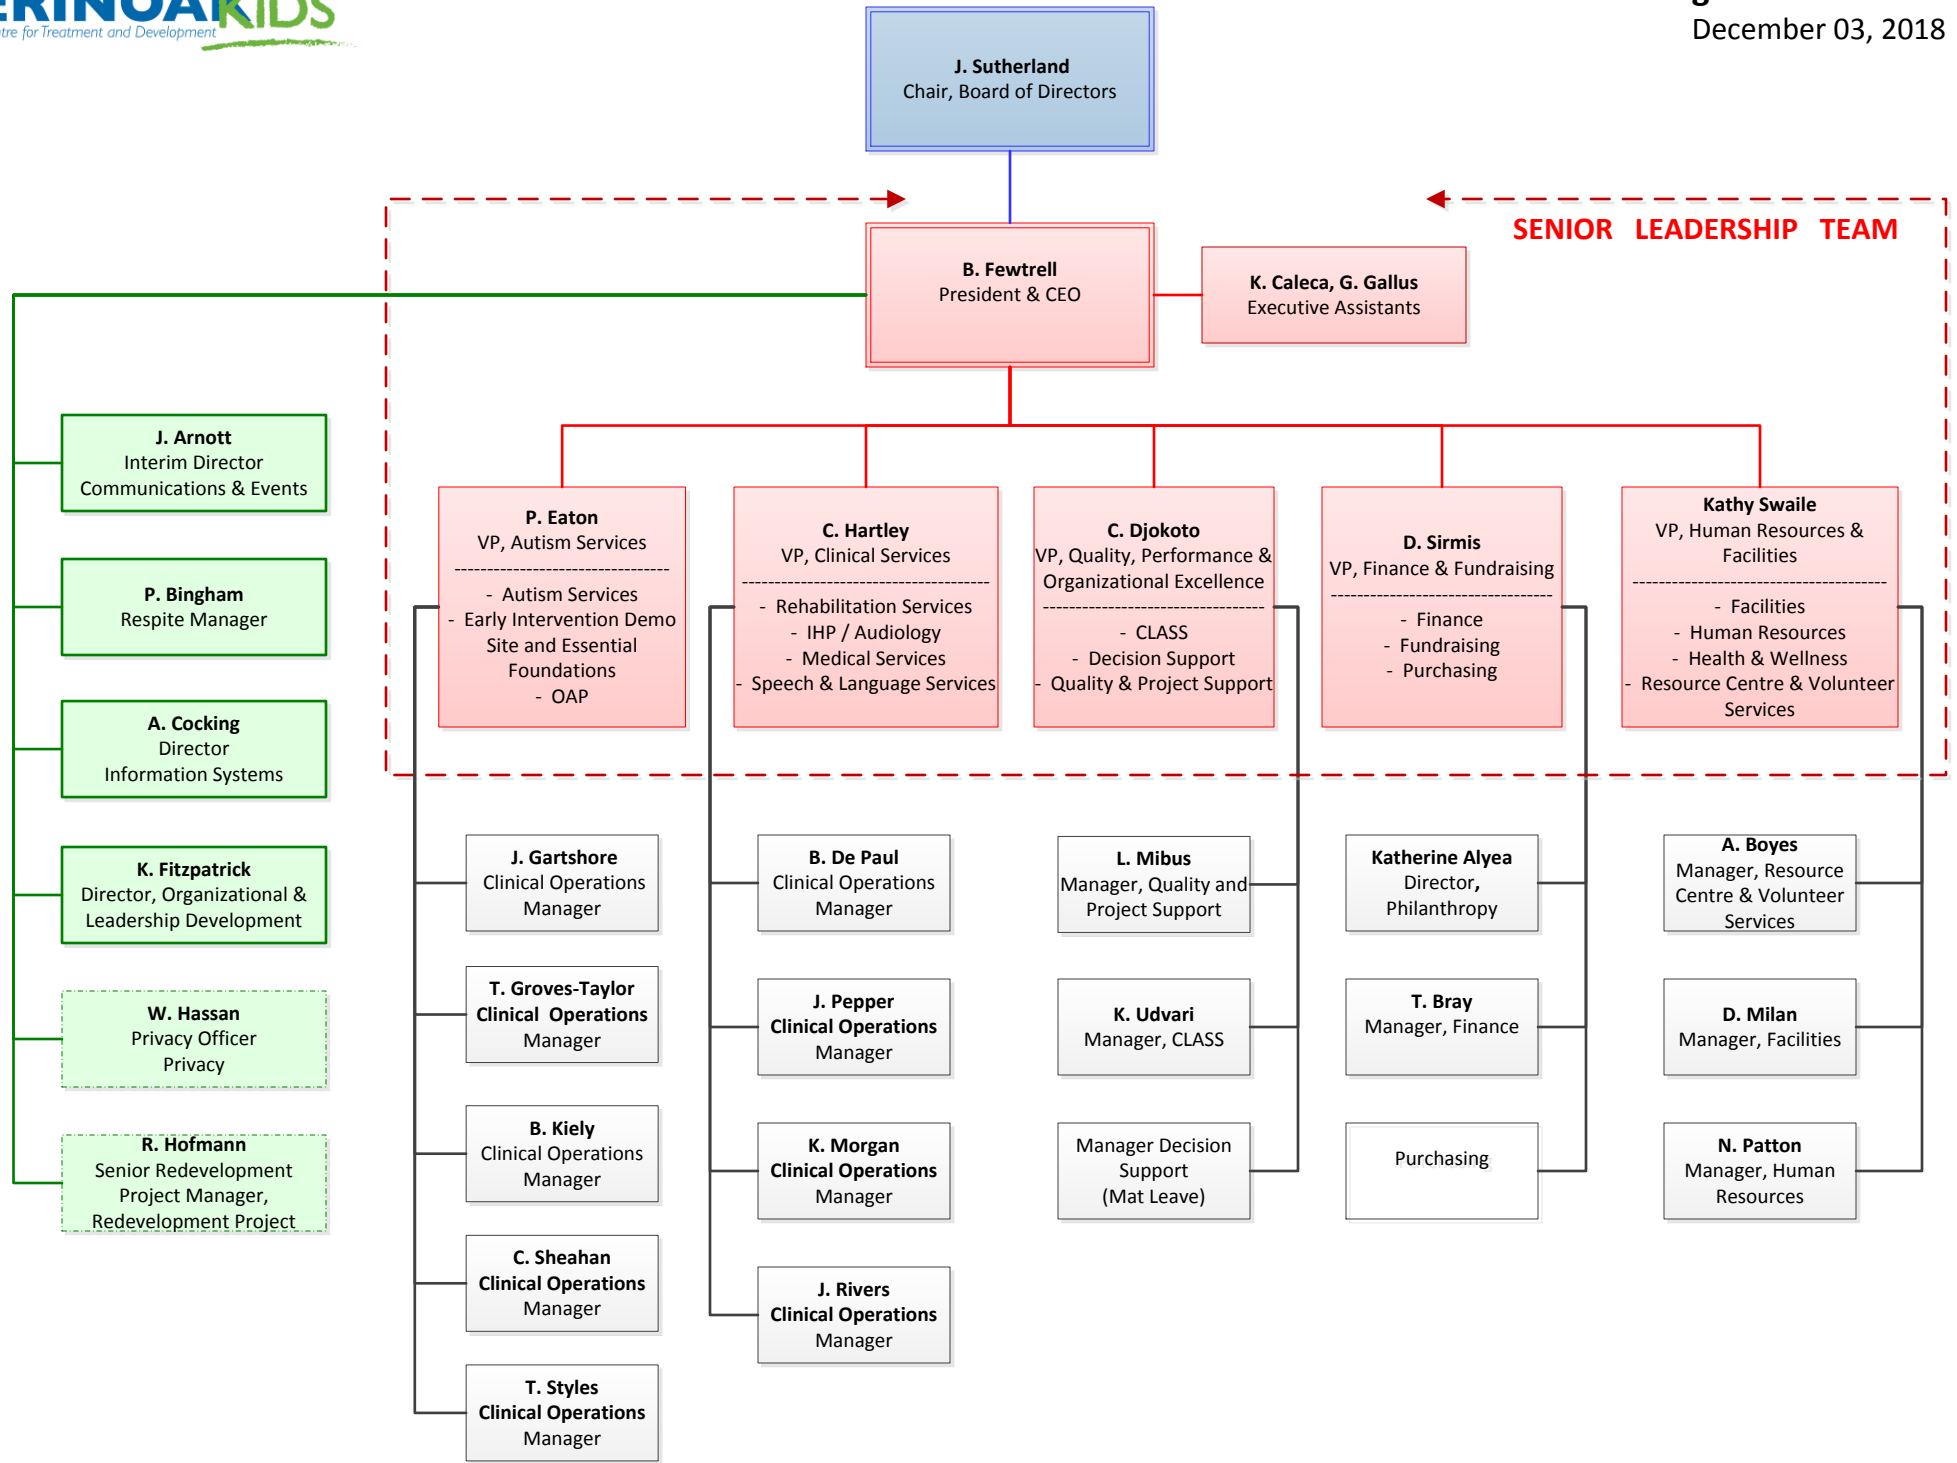 KIDS
Treatment and Development
December 03, 2018
J. Sutherland
Chair, Board of Directors
SENIOR LEADERSHIP TEAM
B. Fewtrell
President & CEO
K. Caleca, G. Gallus
Executive Assistants
J. Arnott
Interim Director
Communications & Events
P. Bingham
Respite Manager
A. Cocking
Director
Information Systems
K. Fitzpatrick
Director, Organizational &
Leadership Development
W. Hassan
Privacy Officer
Privacy
R. Hofmann
Senior Redevelopment
Project Manager,
Redevelopment Project
P. Eaton
VP, Autism Services
---------------------------------
- Autism Services
- Early Intervention Demo
Site and Essential
Foundations
- OAP
C. Hartley
VP, Clinical Services
--------------------------------------
- Rehabilitation Services
- IHP / Audiology
- Medical Services
- Speech & Language Services
C. Djokoto
VP, Quality, Performance &
Organizational Excellence
----------------------------------
- CLASS
- Decision Support
- Quality & Project Support
D. Sirmis
VP, Finance & Fundraising
----------------------------------
- Finance
- Fundraising
- Purchasing
Kathy Swaile
VP, Human Resources &
Facilities
---------------------------------------
- Facilities
- Human Resources
- Health & Wellness
- Resource Centre & Volunteer
Services
J. Gartshore
Clinical Operations
Manager
T. Groves-Taylor
Clinical Operations
Manager
B. Kiely
Clinical Operations
Manager
C. Sheahan
Clinical Operations
Manager
T. Styles
Clinical Operations
Manager
B. De Paul
Clinical Operations
Manager
J. Pepper
Clinical Operations
Manager
K. Morgan
Clinical Operations
Manager
J. Rivers
Clinical Operations
Manager
L. Mibus
Manager, Quality and
Project Support
K. Udvari
Manager, CLASS
Manager Decision
Support
(Mat Leave)
Katherine Alyea
Director,
Philanthropy
T. Bray
Manager, Finance
Purchasing
A. Boyes
Manager, Resource
Centre & Volunteer
Services
D. Milan
Manager, Facilities
N. Patton
Manager, Human
Resources